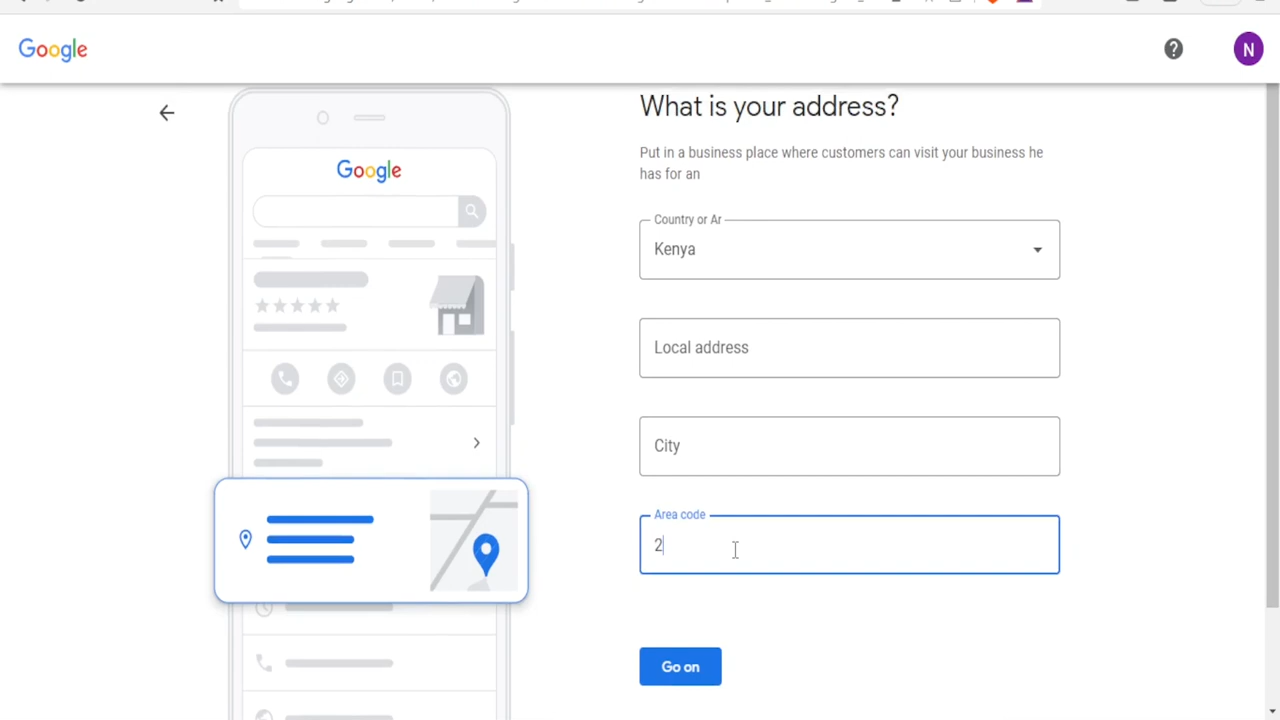 Google
N
What is your address?
Put in a business place where customers can visit your business he
has for an
Google
Country or Ar
Kenya
Local address
City
Area code
2
Go on